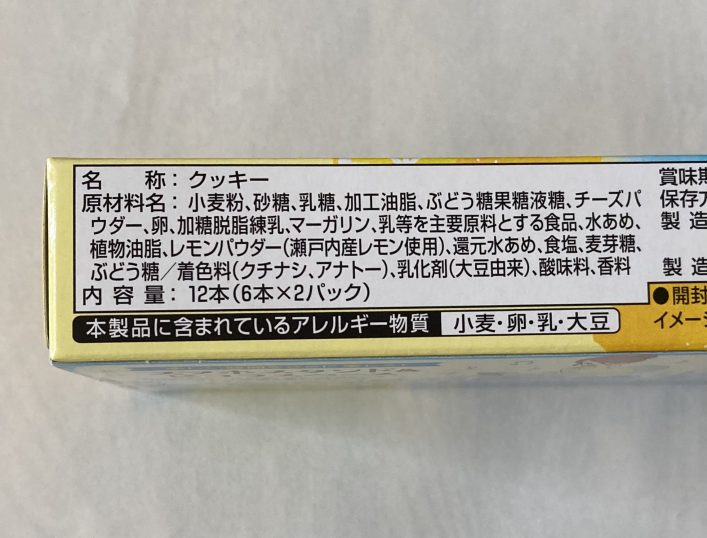 名　　称：クッキー
原材料名：小麦粉、砂糖、乳糖、加工油脂、ぶどう糖果糖液糖、チーズパ
ウダー、卵、加糖脱脂練乳、マーガリン、乳等を主要原料とする食品、水あめ、
植物油脂、レモンパウダー(瀬戸内産レモン使用)、還元水あめ、食塩、麦芽糖、
ぶどう糖／着色料(クチナシ、アナトー)、乳化剤(大豆由来)、酸味料、香料
内 容 量：12本(6本×2パック)
本製品に含まれているアレルギー物質 小麦・卵・乳・大豆
賞味期
保存方
製 造
製 造
●開封
イメージ